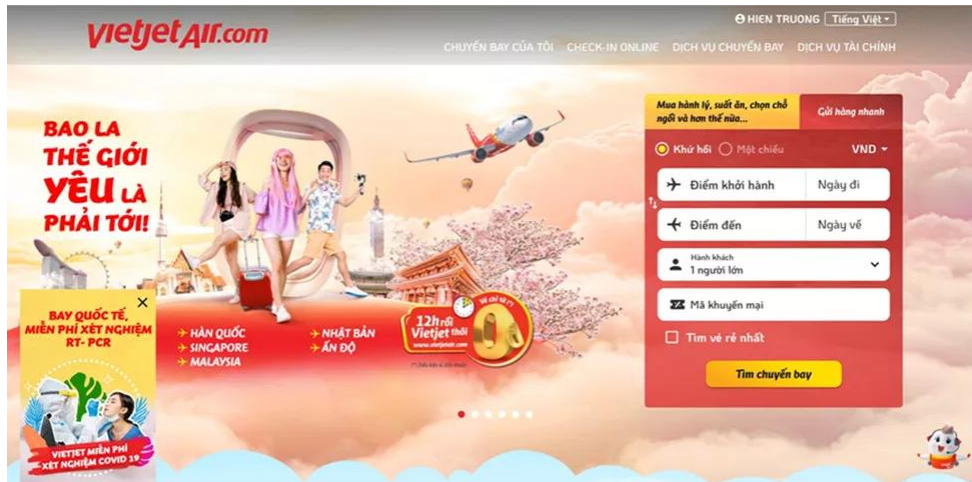 vietjetAir.com
HIEN TRUONG Tiếng Việt
CHUYẾN BAY CỦA TÔI CHECK-IN ONLINE DỊCH VỤ CHUYẾN BAY DỊCH VỤ TÀI CHÍNH
BAO LA
THẾ GIỚI
YÊU LÀ
PHẢI TỚI!
BAY QUỐC TẾ,
MIỄN PHÍ XÉT NGHIỆM
RT- PCR
VIETJET MIỄN PHÍ
XÉT NGHIỆM COVID 19
HÀN QUỐC
SINGAPORE
MALAYSIA
NHẬT BẢN
ẤN ĐỘ
12h rồi
Vietjet thôi
www.vietjetair.com
Vé chỉ từ (*)
0đ
Mua hành lý, suất ăn, chọn chỗ
ngồi và hơn thế nữa...
Gửi hàng nhanh
Khứ hồi Một chiều VND
Điểm khởi hành Ngày đi
Điểm đến Ngày về
Hành khách
1 người lớn
Mã khuyến mại
Tìm vé rẻ nhất
Tìm chuyến bay